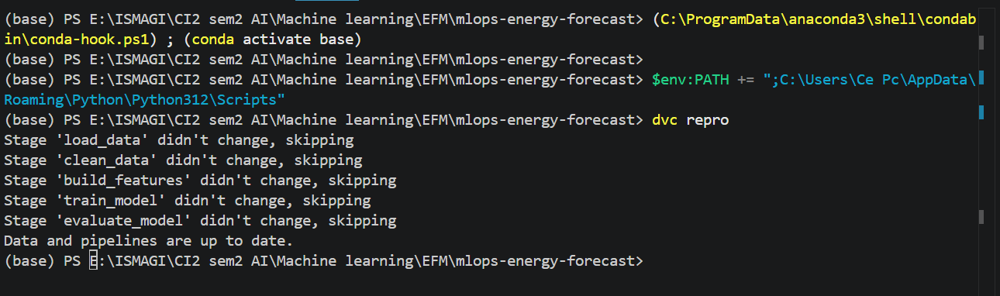 (base) PS E:\ISMAGI\CI2 sem2 AI\Machine learning\EFM\mlops-energy-forecast> (C:\ProgramData\anaconda3\shell\condab
in\conda-hook.ps1) ; (conda activate base)
(base) PS E:\ISMAGI\CI2 sem2 AI\Machine learning\EFM\mlops-energy-forecast>
(base) PS E:\ISMAGI\CI2 sem2 AI\Machine learning\EFM\mlops-energy-forecast> $env:PATH += ";C:\Users\Ce Pc\AppData\
Roaming\Python\Python312\Scripts"
(base) PS E:\ISMAGI\CI2 sem2 AI\Machine learning\EFM\mlops-energy-forecast> dvc repro
Stage 'load_data' didn't change, skipping
Stage 'clean_data' didn't change, skipping
Stage 'build_features' didn't change, skipping
Stage 'train_model' didn't change, skipping
Stage 'evaluate_model' didn't change, skipping
Data and pipelines are up to date.
(base) PS E:\ISMAGI\CI2 sem2 AI\Machine learning\EFM\mlops-energy-forecast>